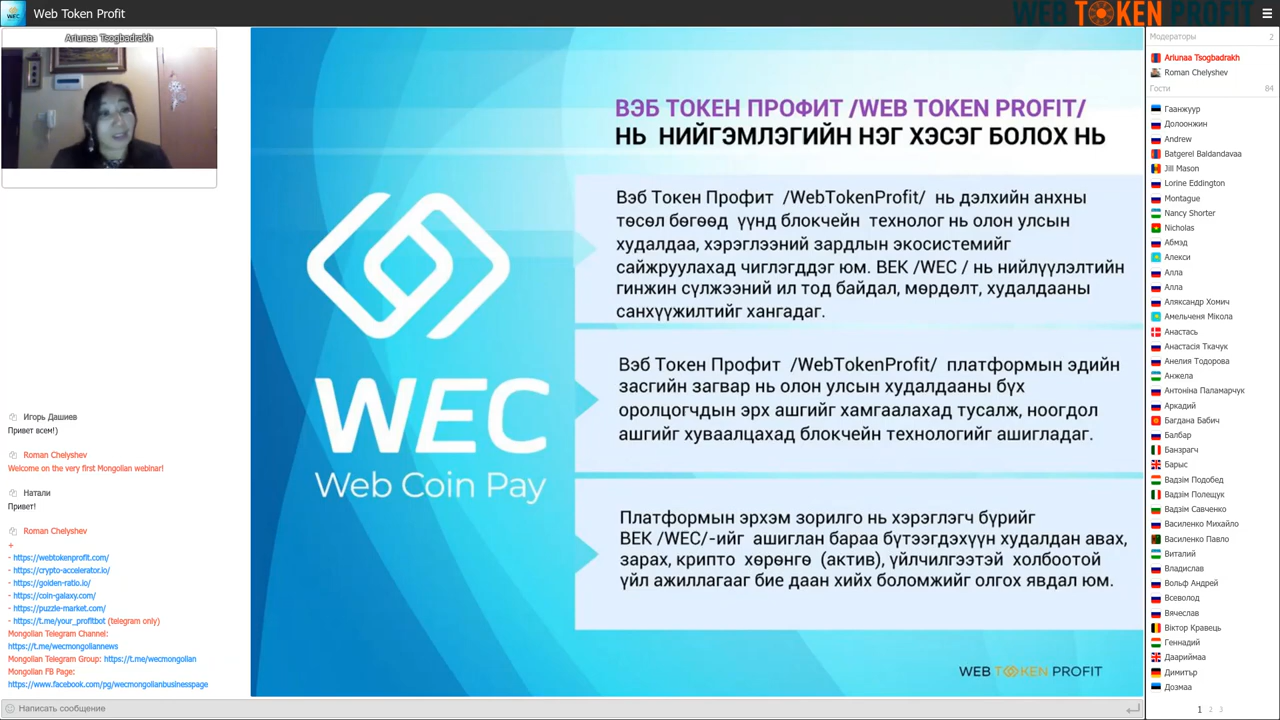 WEC
Web Token Profit
WEB TOKEN PROFIT
Ariunaa Tsogbadrakh
Игорь Дашиев
Привет всем!)
Roman Chelyshev
Welcome on the very first Mongolian webinar!
Натали
Привет!
Roman Chelyshev
+
- https://webtokenprofit.com/
- https://crypto-accelerator.io/
- https://golden-ratio.io/
- https://coin-galaxy.com/
- https://puzzle-market.com/
- https://t.me/your_profitbot (telegram only)
Mongolian Telegram Channel:
https://t.me/wecmongoliannews
Mongolian Telegram Group: https://t.me/wecmongolian
Mongolian FB Page:
https://www.facebook.com/pg/wecmongolianbusinesspage
Написать сообщение
WEC
Web Com Pay
ВЭБ ТОКЕН ПРОФИТ /WEB TOKEN PROFIT/
НЬ НИЙГЭМЛЭГИЙН НЭГ ХЭСЭГ БОЛОХ НЬ
Вэб Токен Профит /WebTokenProfit/ нь дэлхийн анхны
төсөл бөгөөд үүнд блокчейн технолог нь олон улсын
худалдаа, хэрэглээний зардлын экосистемийг
сайжруулахад чиглэгддэг юм. ВЕК /WEC / нь нийлүүлэлтийн
гинжин сүлжээний ил тод байдал, мөрдөлт, худалдааны
санхүүжилтийг хангадаг.
Вэб Токен Профит /WebTokenProfit/ платформын эдийн
засгийн загвар нь олон улсын худалдааны бүх
оролцогчдын эрх ашгийг хамгаалахад тусалж, ноогдол
ашгийг хуваалцахад блокчейн технологийг ашигладаг.
Платформын эрхэм зорилго нь хэрэглэгч бүрийг
ВЕК /WEC/-ийг ашиглан бараа бүтээгдэхүүн худалдан авах,
зарах, крипто хөрөнгө (актив), үйлчилгээтэй холбоотой
үйл ажиллагааг бие даан хийх боломжийг олгох явдал юм.
WEB TOKEN PROFIT
Модераторы 2
Ariunaa Tsogbadrakh
Roman Chelyshev
Гости 84
Гаанжуур
Долоонжин
Andrew
Batgerel Baldandavaa
Jill Mason
Lorine Eddington
Montague
Nancy Shorter
Nicholas
Абмэд
Алекси
Алла
Алла
Аляксандр Хомич
Амельченя Мікола
Анастась
Анастасія Ткачук
Анелия Тодорова
Анжела
Антоніна Паламарчук
Аркадий
Багдана Бабич
Балбар
Банзрагч
Барыс
Вадзім Подобед
Вадзім Полещук
Вадзім Савченко
Василенко Михайло
Василенко Павло
Виталий
Владислав
Вольф Андрей
Всеволод
Вячеслав
Віктор Кравець
Геннадий
Даариймаа
Димитър
Дозмаа
1 2 3